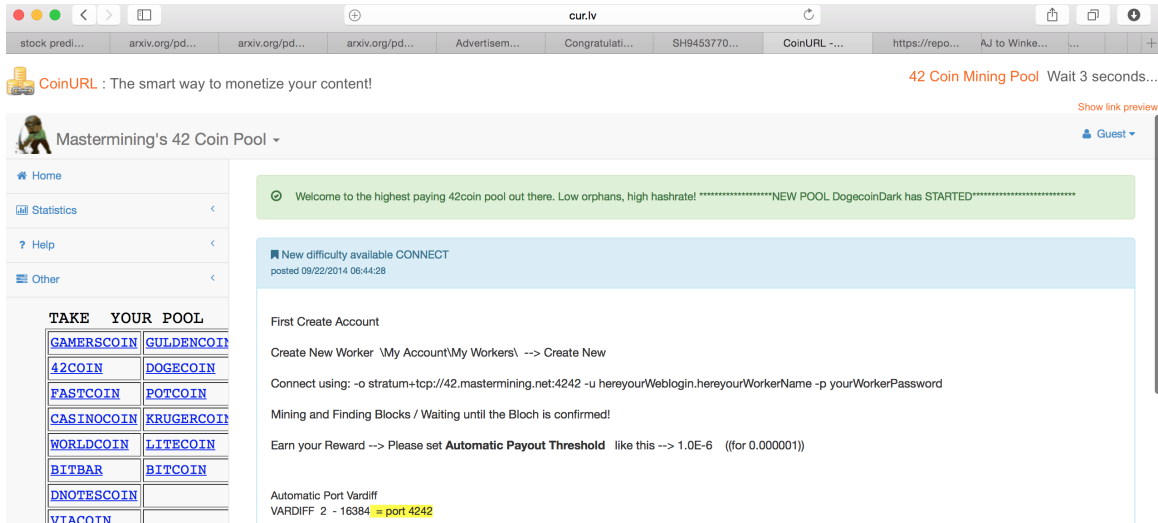 cur.lv
stock predi...
arxiv.org/pd...
arxiv.org/pd...
arxiv.org/pd...
Advertisem...
Congratulati...
SH9453770...
CoinURL -...
https://repo...
AJ to Winke...
...
CoinURL : The smart way to monetize your content!
42 Coin Mining Pool Wait 3 seconds...
Show link preview
Mastermining's 42 Coin Pool
Guest
Home
Statistics
? Help
Other
TAKE YOUR POOL
GAMERSCOIN GULDENCOIN
42COIN DOGECOIN
FASTCOIN POTCOIN
CASINOCOIN KRUGERCOIN
WORLDCOIN LITECOIN
BITBAR BITCOIN
DNOTESCOIN
VIACOIN
Welcome to the highest paying 42coin pool out there. Low orphans, high hashrate! *******************NEW POOL DogecoinDark has STARTED***************************
New difficulty available CONNECT
posted 09/22/2014 06:44:28
First Create Account
Create New Worker \My Account\My Workers\ --> Create New
Connect using: -o stratum+tcp://42.mastermining.net:4242 -u hereyourWeblogin.hereyourWorkerName -p yourWorkerPassword
Mining and Finding Blocks / Waiting until the Bloch is confirmed!
Earn your Reward --> Please set Automatic Payout Threshold like this --> 1.0E-6 ((for 0.000001))
Automatic Port Vardiff
VARDIFF 2 - 16384 = port 4242